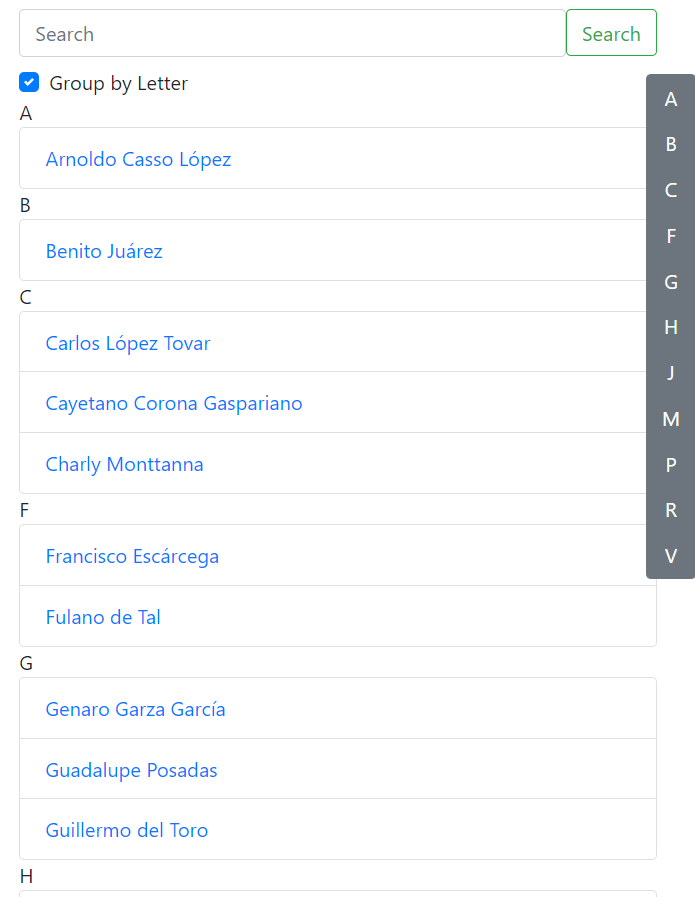 Search Search
Group by Letter
A
Arnoldo Casso López
B
Benito Juárez
C
Carlos López Tovar
Cayetano Corona Gaspariano
Charly Monttanna
F
Francisco Escárcega
Fulano de Tal
G
Genaro Garza García
Guadalupe Posadas
Guillermo del Toro
H
A
B
C
F
G
H
J
M
P
R
V